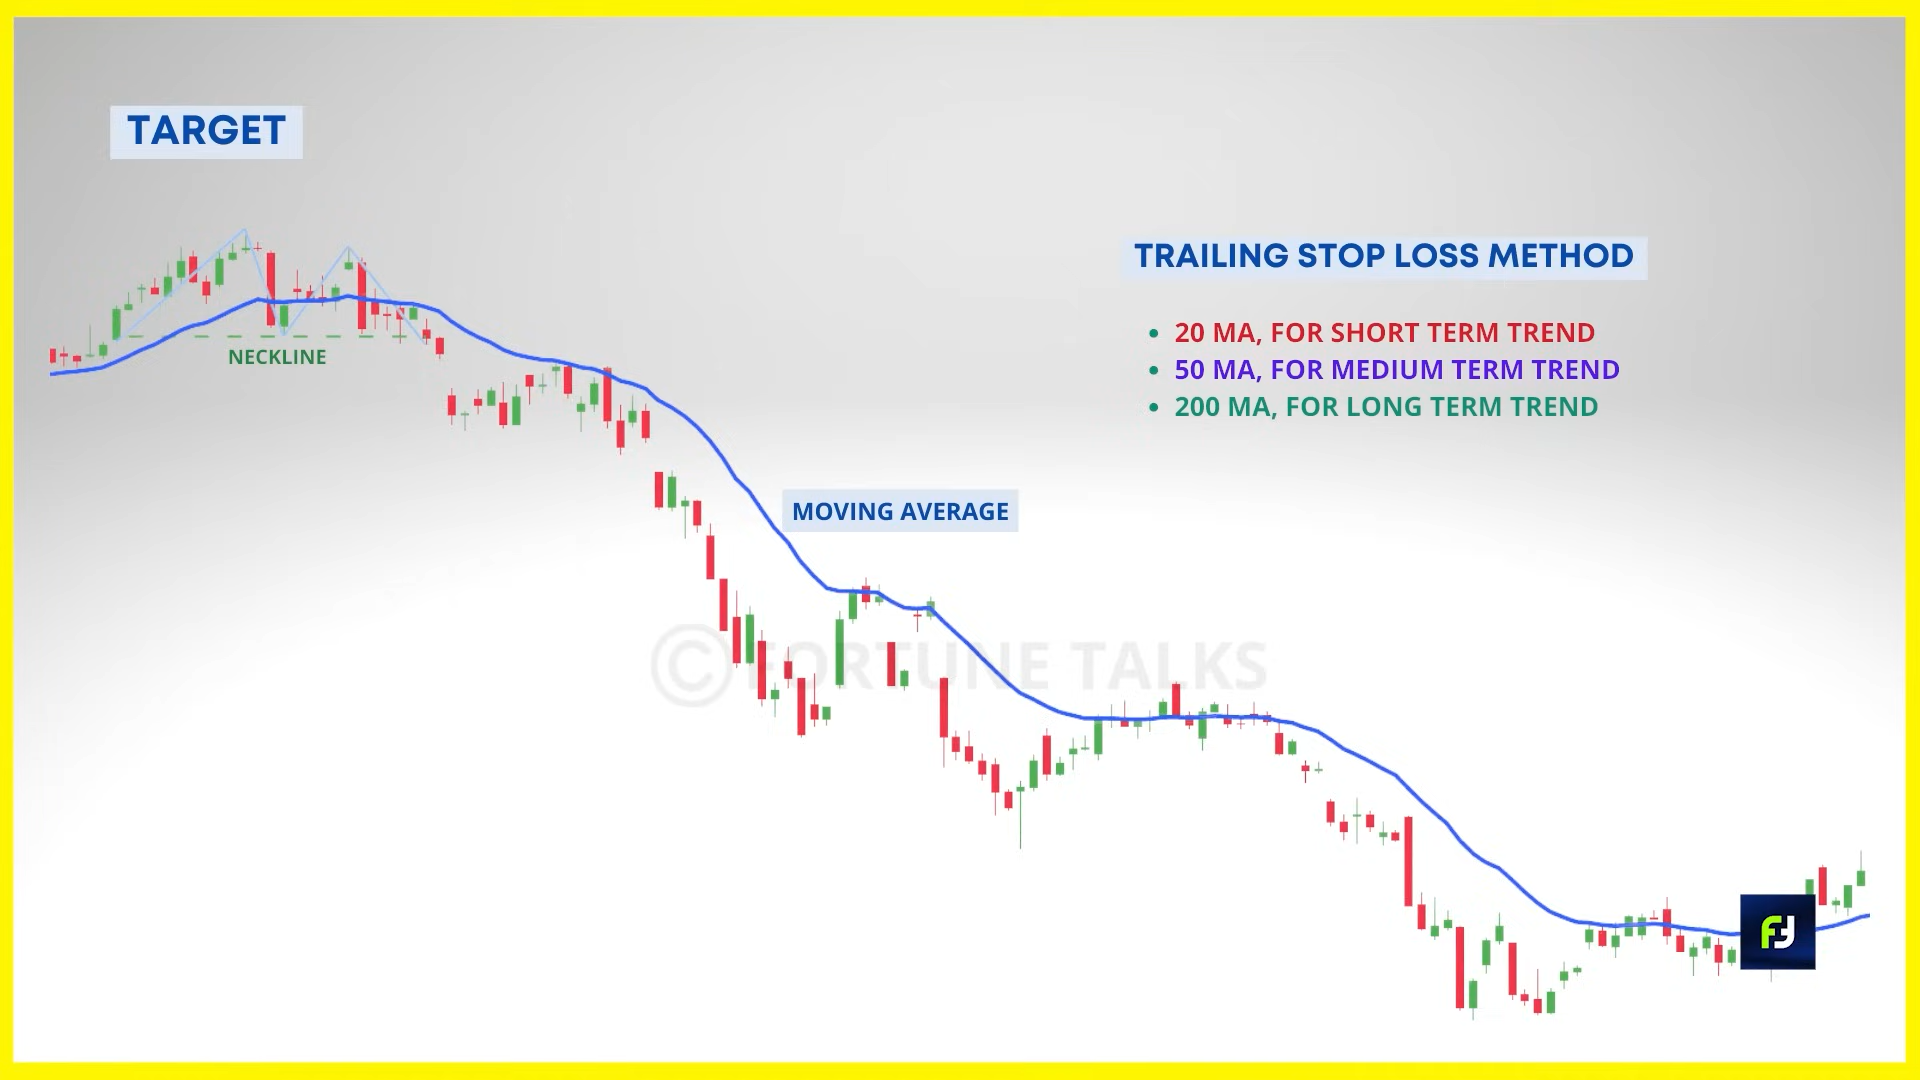 TARGET
TRAILING STOP LOSS METHOD
• 20 MA, FOR SHORT TERM TREND
• 50 MA, FOR MEDIUM TERM TREND
• 200 MA, FOR LONG TERM TREND
NECKLINE
MOVING AVERAGE
© FORTUNE TALKS